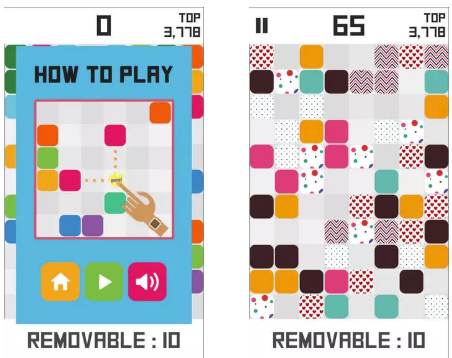 0
TOP
3,778
HOW TO PLAY
REMOVABLE : 10
65
TOP
3,778
REMOVABLE : 10